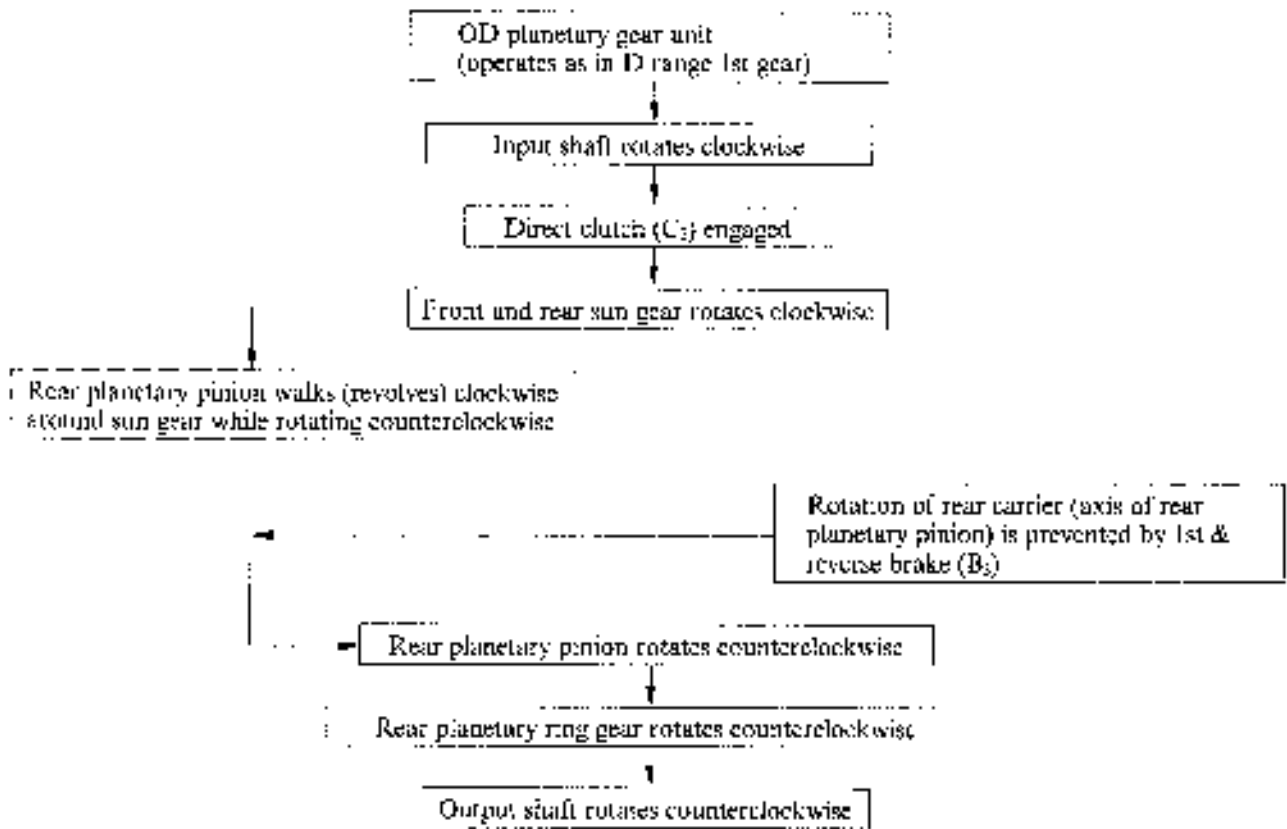 OD planetary gear unit
(operates as in D range 1st gear)
Input shaft rotates clockwise
Direct clutch (C₂) engaged
Front and rear sun gear rotates clockwise
Rear planetary pinion walks (revolves) clockwise
around sun gear while rotating counterclockwise
Rotation of rear carrier (axis of rear
planetary pinion) is prevented by 1st &
reverse brake (B₃)
Rear planetary pinion rotates counterclockwise
Rear planetary ring gear rotates counterclockwise
Output shaft rotases counterclockwise